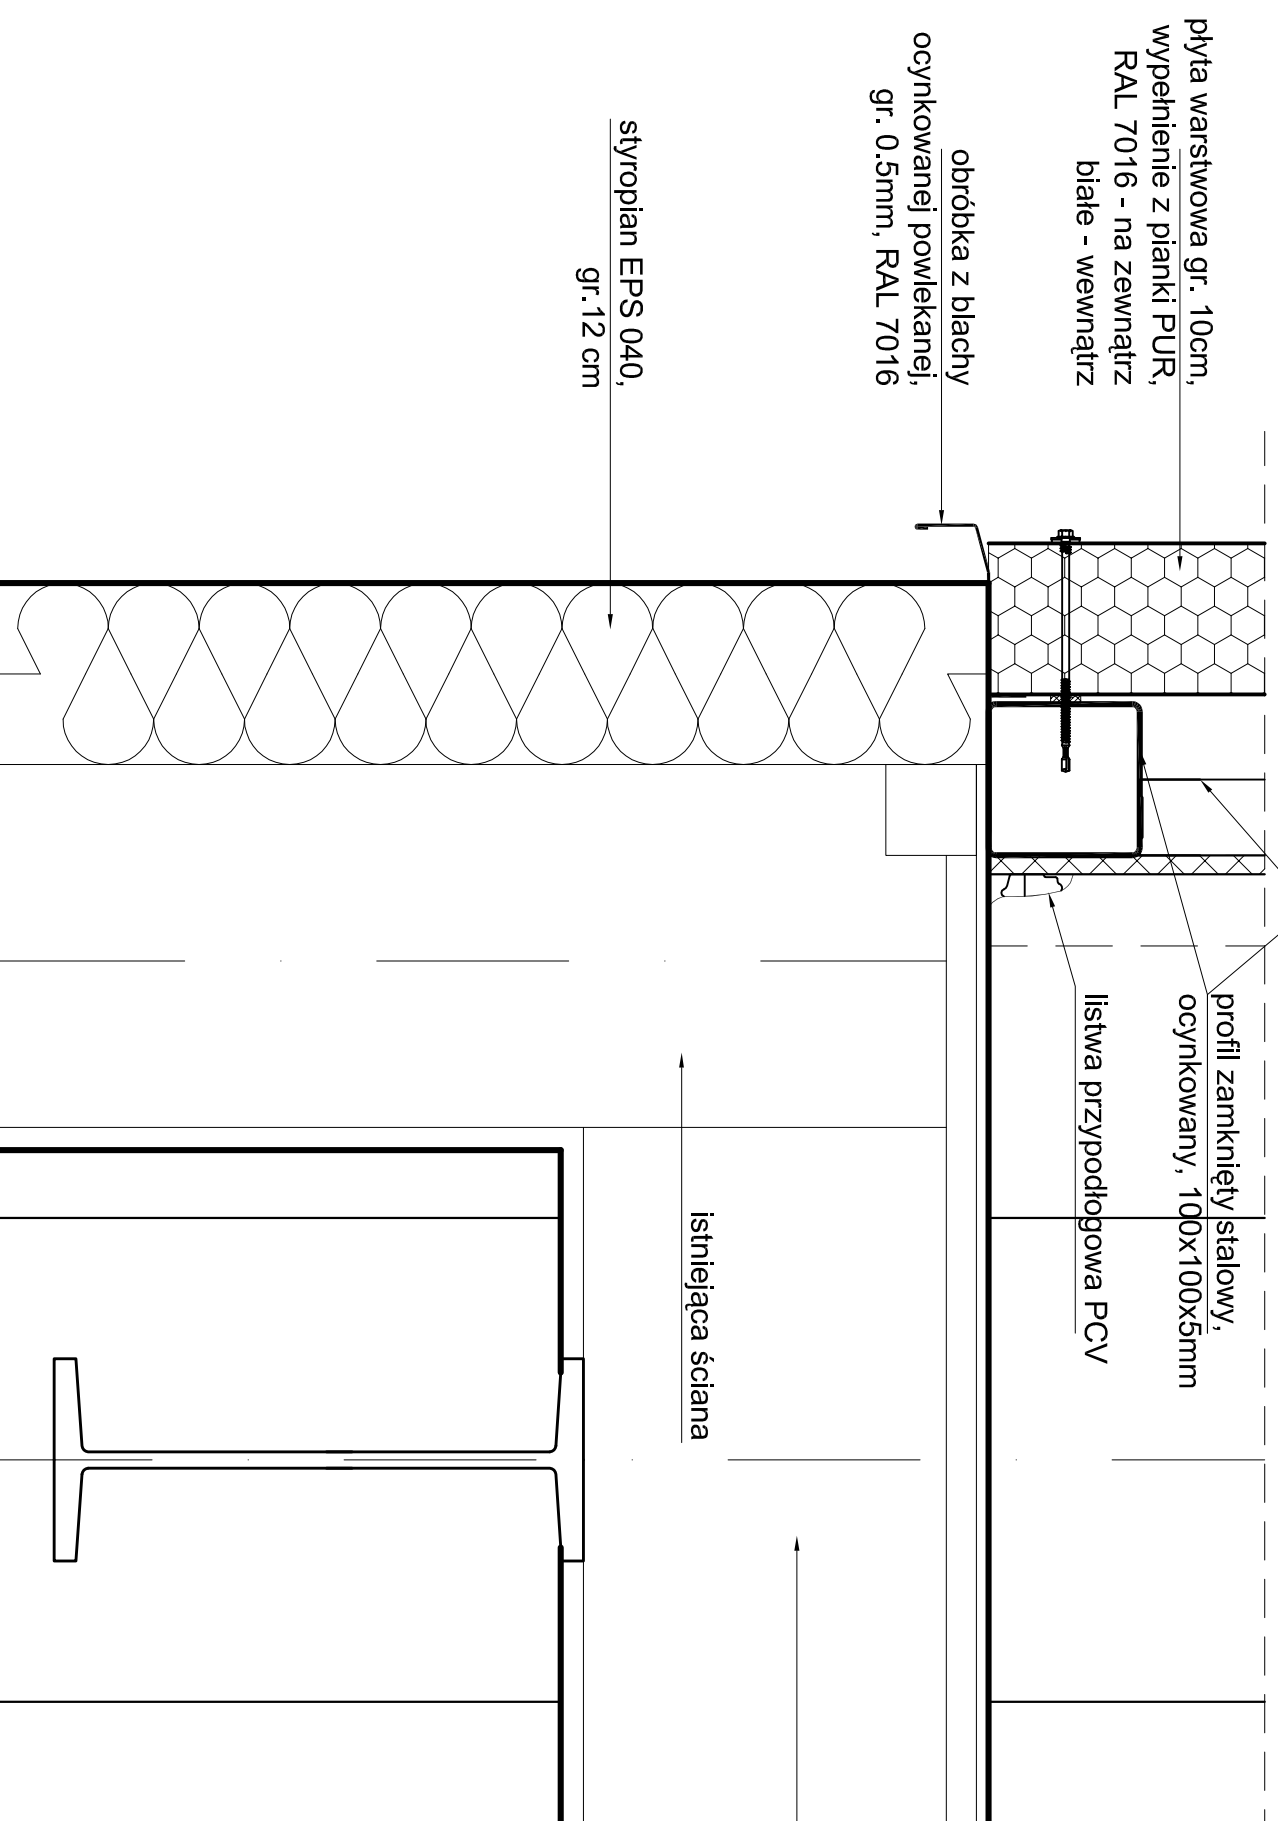 płyta warstwowa gr. 10cm,
wypełnienie z pianki PUR,
RAL 7016 - na zewnątrz
białe - wewnątrz
obróbka z blachy
ocynkowanej powlekanej,
gr. 0.5mm, RAL 7016
styropian EPS 040,
gr.12 cm
profil zamknięty stalowy,
ocynkowany, 100x100x5mm
listwa przypodłogowa PCV
istniejąca ściana